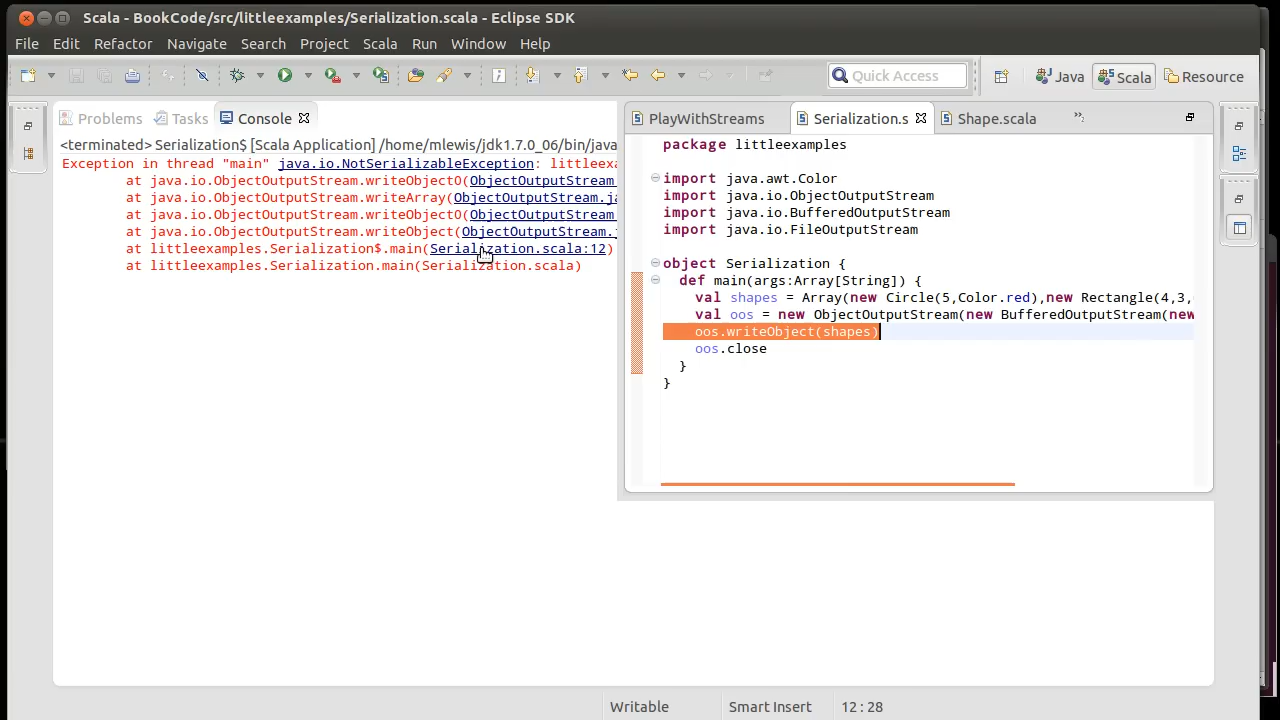 Scala - BookCode/src/littleexamples/Serialization.scala - Eclipse SDK
File Edit Refactor Navigate Search Project Scala Run Window Help
Quick Access
Java Scala Resource
Problems Tasks Console
<terminated> Serialization$ [Scala Application] /home/mlewis/jdk1.7.0_06/bin/java
Exception in thread "main" java.io.NotSerializableException: littleexa
at java.io.ObjectOutputStream.writeObject0(ObjectOutputStream
at java.io.ObjectOutputStream.writeArray(ObjectOutputStream.ja
at java.io.ObjectOutputStream.writeObject0(ObjectOutputStream
at java.io.ObjectOutputStream.writeObject(ObjectOutputStream.j
at littleexamples.Serialization$.main(Serialization.scala:12)
at littleexamples.Serialization.main(Serialization.scala)
PlayWithStreams Serialization.s Shape.scala
package littleexamples
import java.awt.Color
import java.io.ObjectOutputStream
import java.io.BufferedOutputStream
import java.io.FileOutputStream
object Serialization {
def main(args:Array[String]) {
val shapes = Array(new Circle(5,Color.red),new Rectangle(4,3,
val oos = new ObjectOutputStream(new BufferedOutputStream(new
oos.writeObject(shapes)
oos.close
}
}
Writable Smart Insert 12 : 28